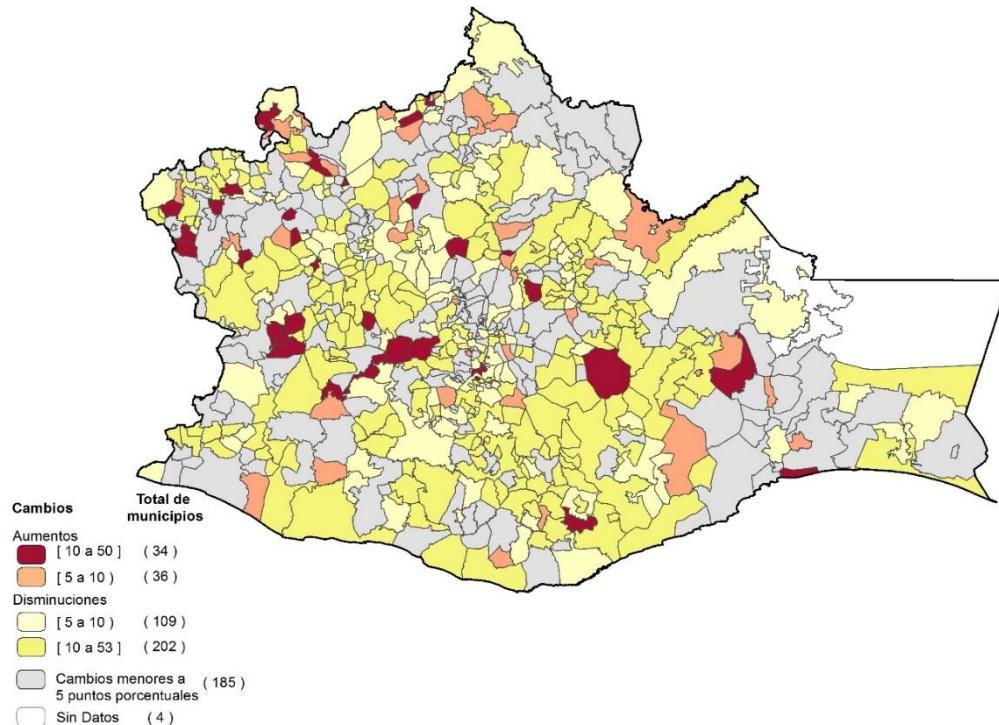 Cambios Total de municipios
Aumentos
[ 10 a 50 ] ( 34 )
[ 5 a 10 ) ( 36 )
Disminuciones
[ 5 a 10 ) ( 109 )
[ 10 a 53 ] ( 202 )
Cambios menores a
5 puntos porcentuales ( 185 )
Sin Datos ( 4 )